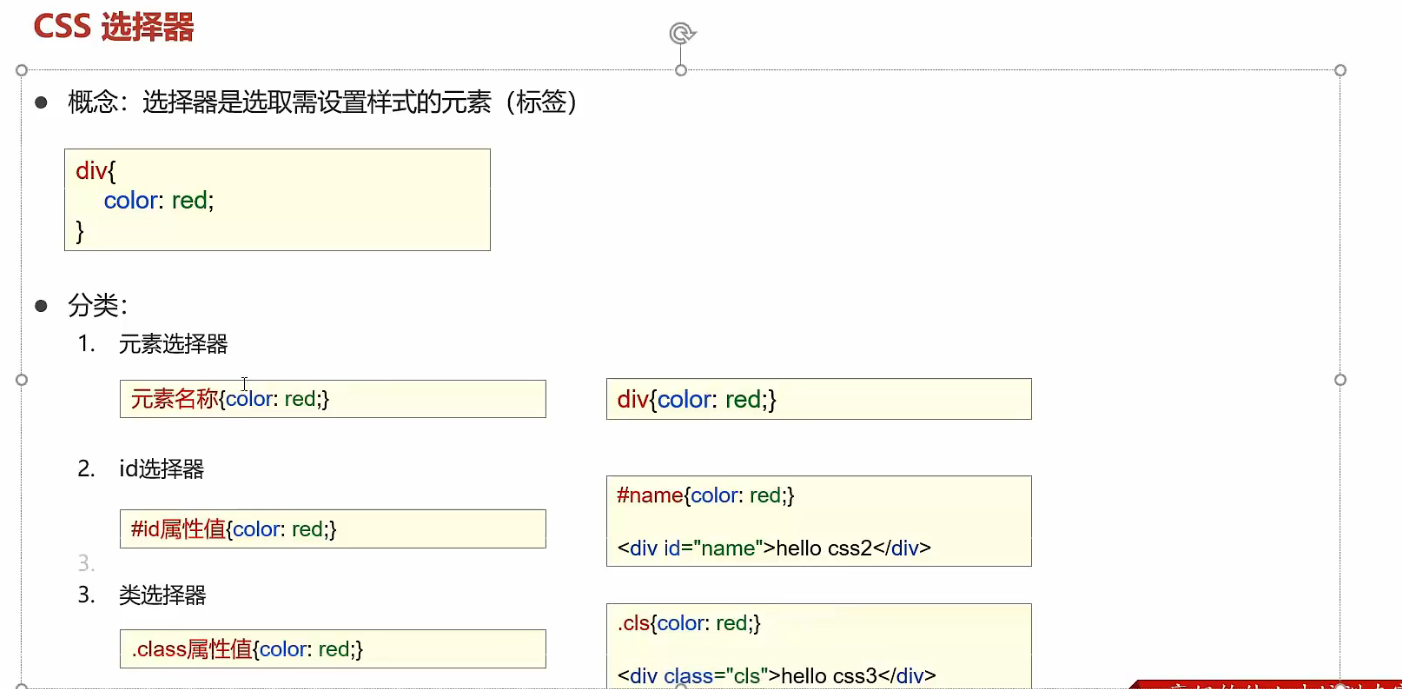 CSS 选择器
● 概念：选择器是选取需设置样式的元素（标签）
div{
color: red;
}
● 分类：
1. 元素选择器
元素名称{color: red;}
div{color: red;}
2. id选择器
#id属性值{color: red;}
#name{color: red;}
<div id="name">hello css2</div>
3.
3. 类选择器
.class属性值{color: red;}
.cls{color: red;}
<div class="cls">hello css3</div>